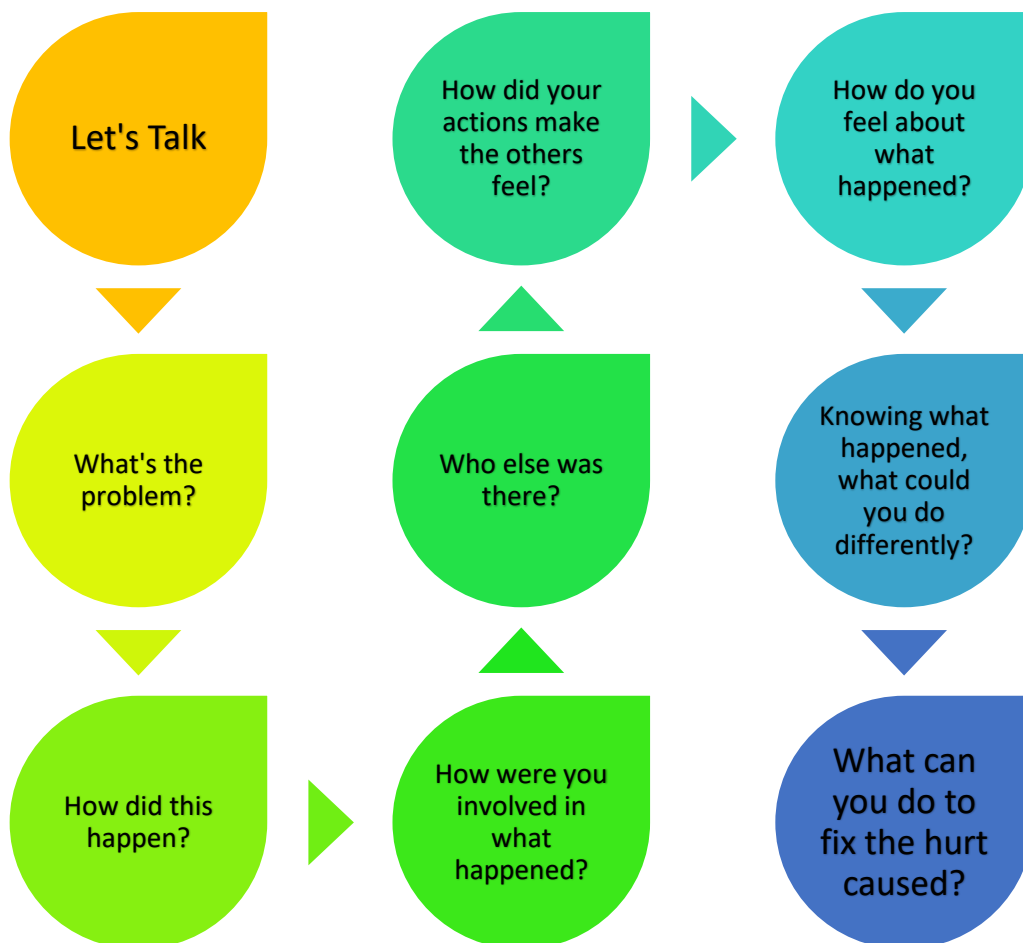 Let's Talk
What's the
problem?
How did this
happen?
How were you
involved in
what
happened?
Who else was
there?
How did your
actions make
the others
feel?
How do you
feel about
what
happened?
Knowing what
happened,
what could
you do
differently?
What can
you do to
fix the hurt
caused?